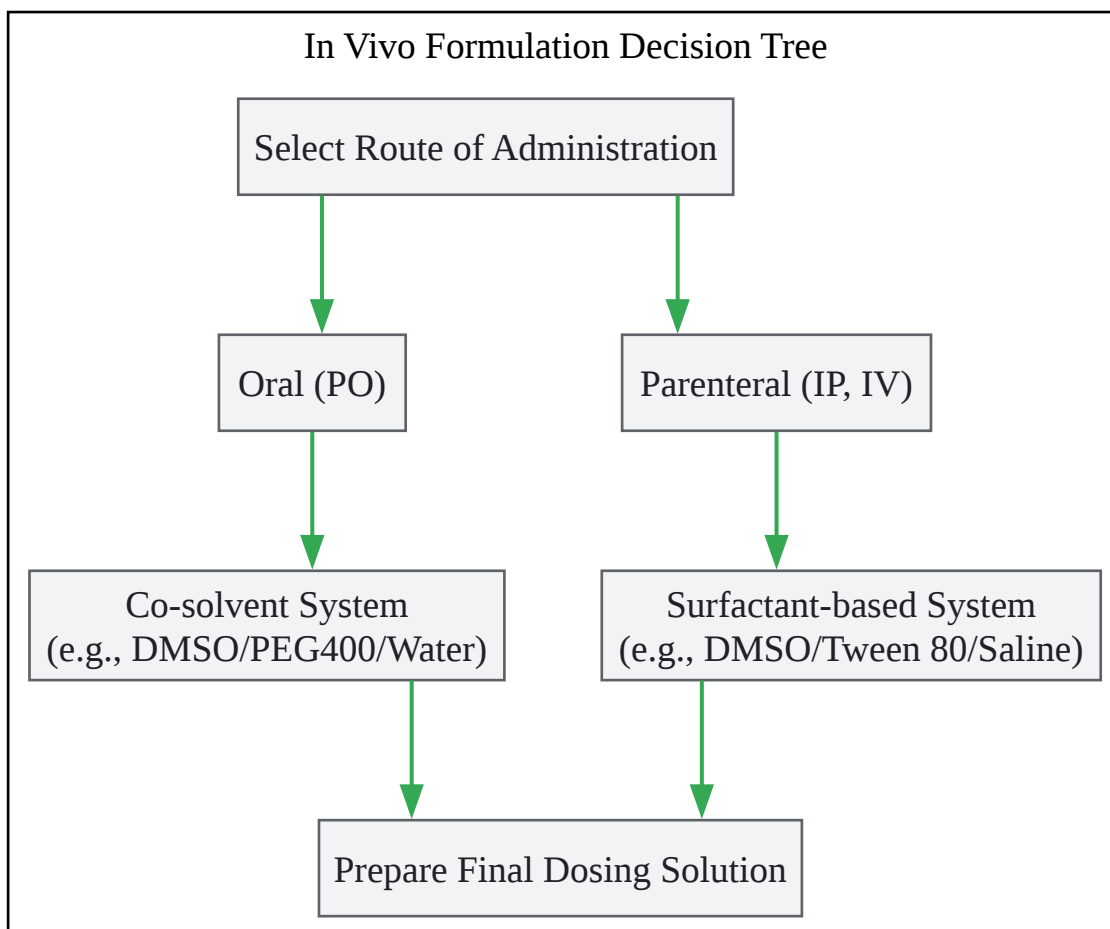 In Vivo Formulation Decision Tree
Select Route of Administration
Oral (PO)
Parenteral (IP, IV)
Co-solvent System
(e.g., DMSO/PEG400/Water)
Surfactant-based System
(e.g., DMSO/Tween 80/Saline)
Prepare Final Dosing Solution